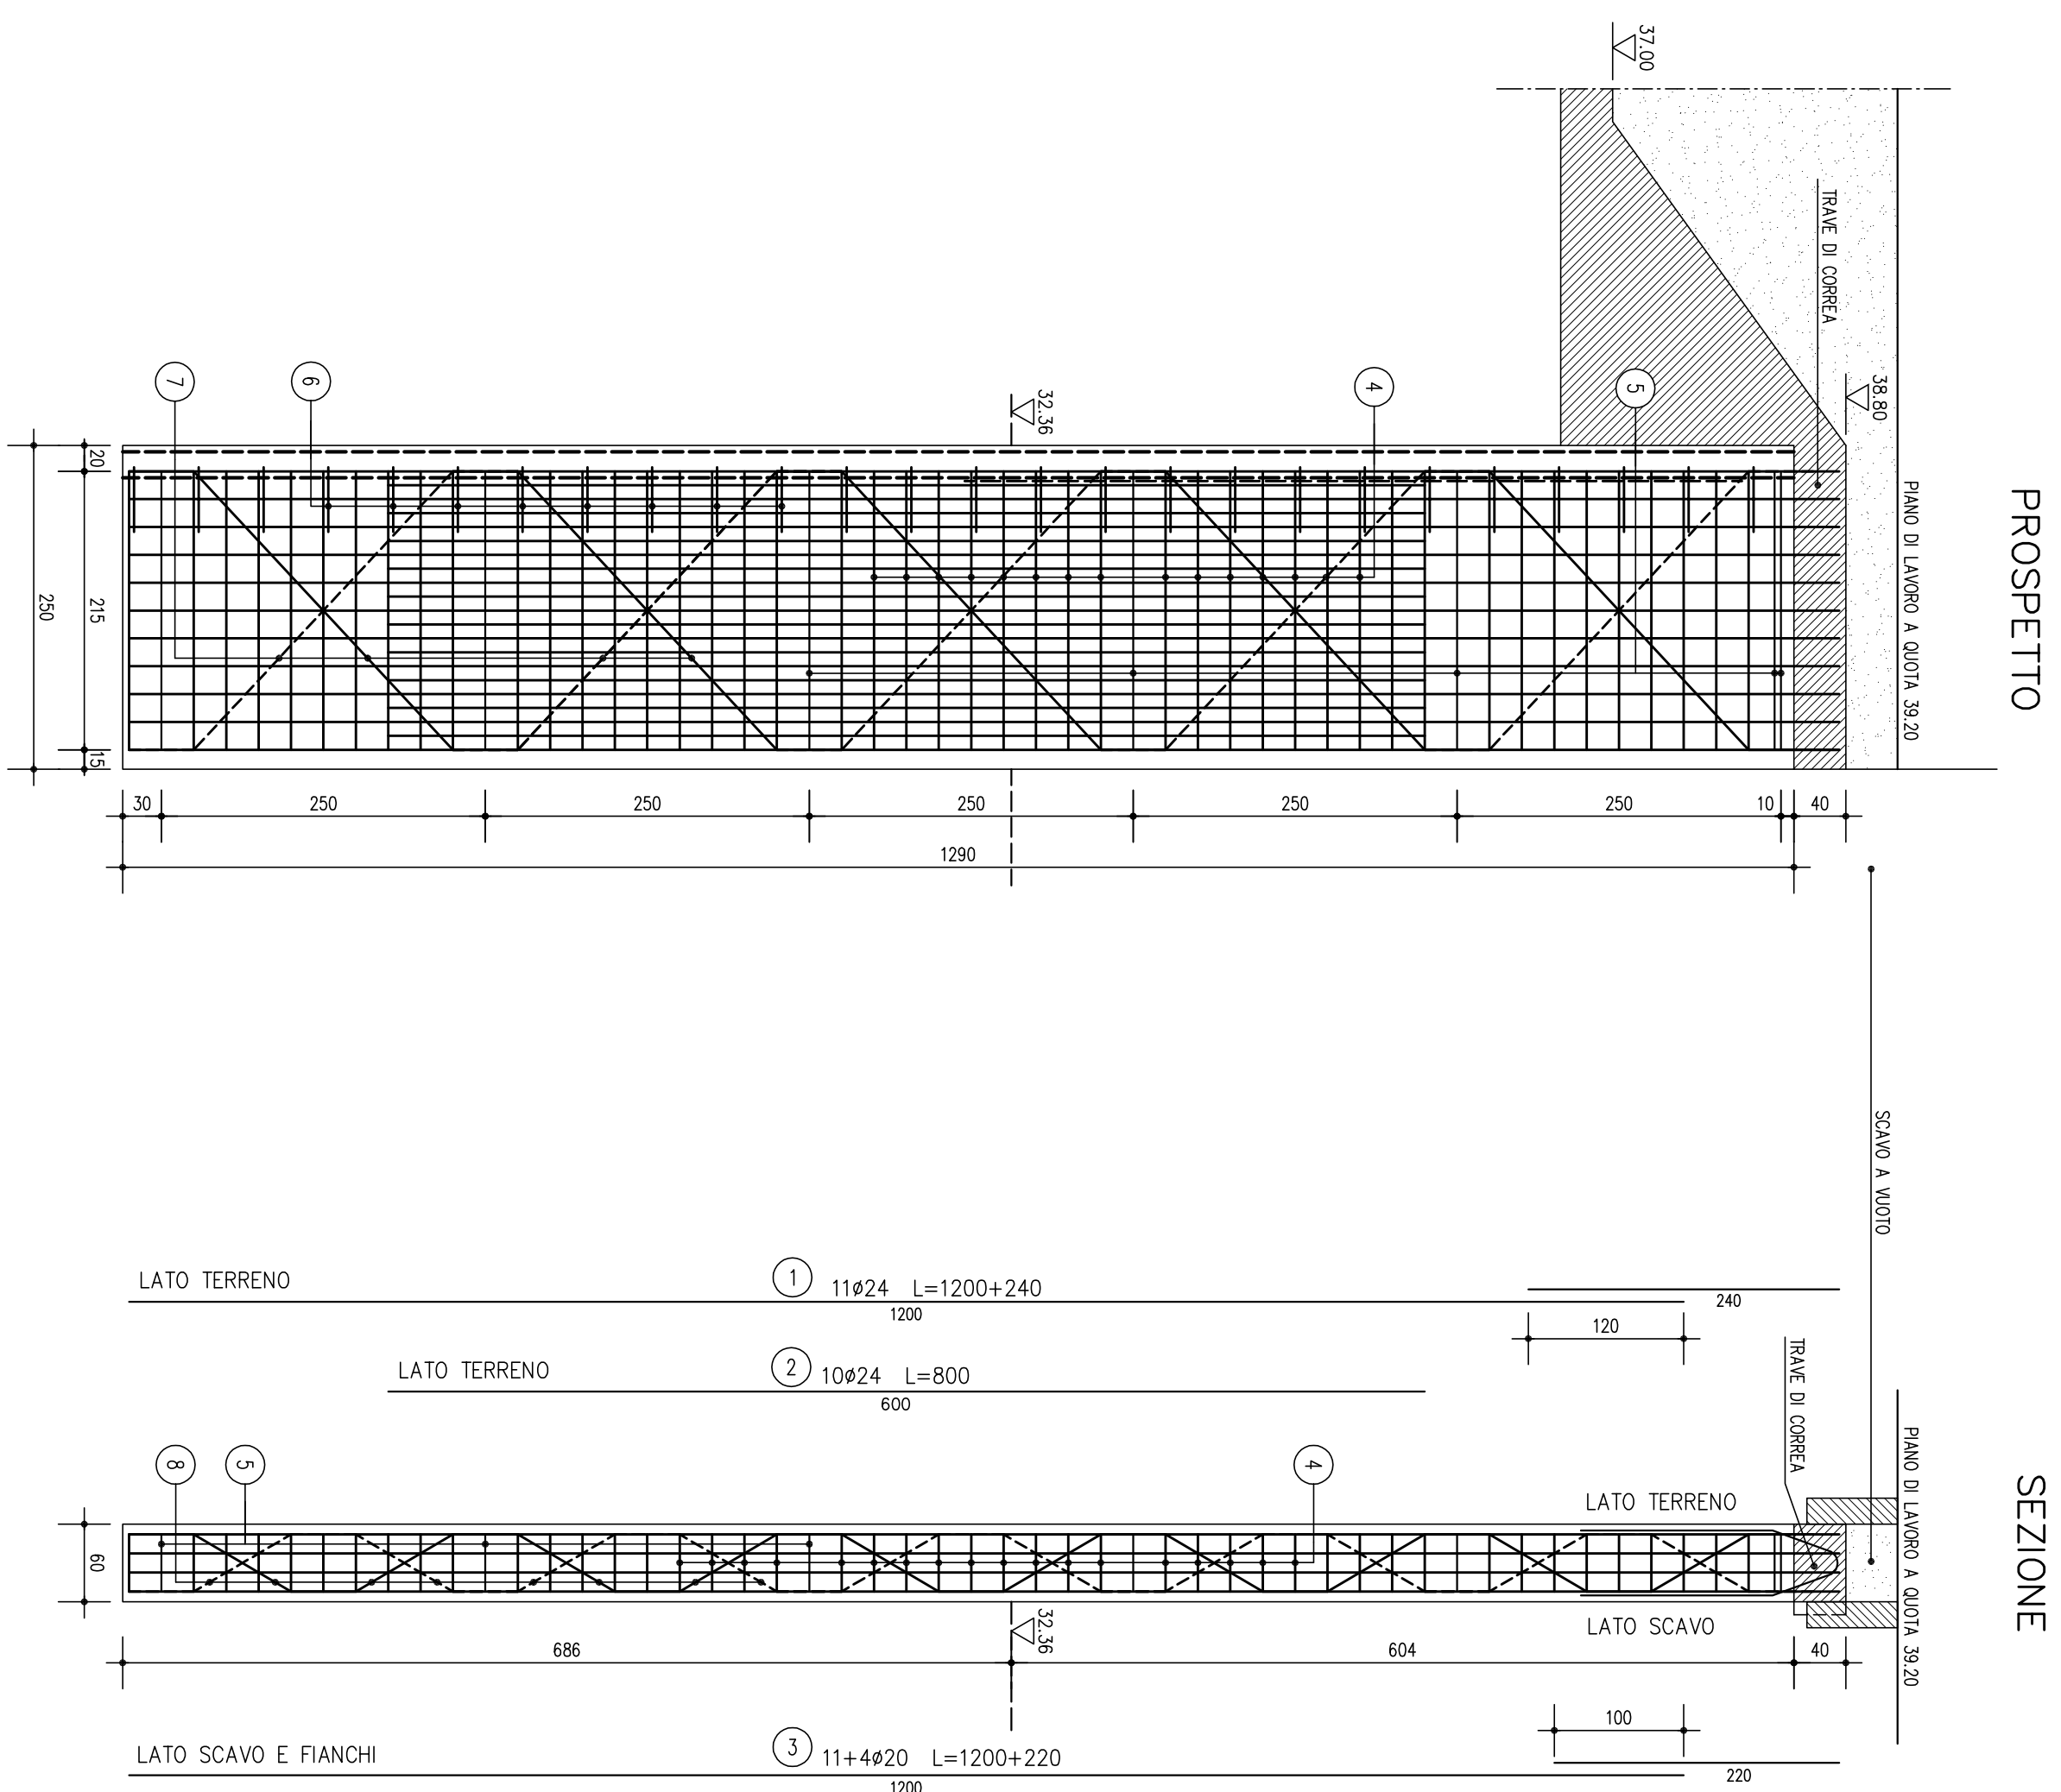 PROSPETTO
37.00
TRAVE DI CORREA
38.80
PIANO DI LAVORO A QUOTA 39.20
7
6
32.36
4
5
20
215
15
250
30
250
250
250
250
250
10
40
1290
SCAVO A VUOTO
LATO TERRENO
1
11ø24 L=1200+240
1200
240
120
LATO TERRENO
2
10ø24 L=800
600
SEZIONE
TRAVE DI CORREA
PIANO DI LAVORO A QUOTA 39.20
8
5
4
LATO TERRENO
60
32.36
LATO SCAVO
686
604
40
100
LATO SCAVO E FIANCHI
3
11+4ø20 L=1200+220
1200
220